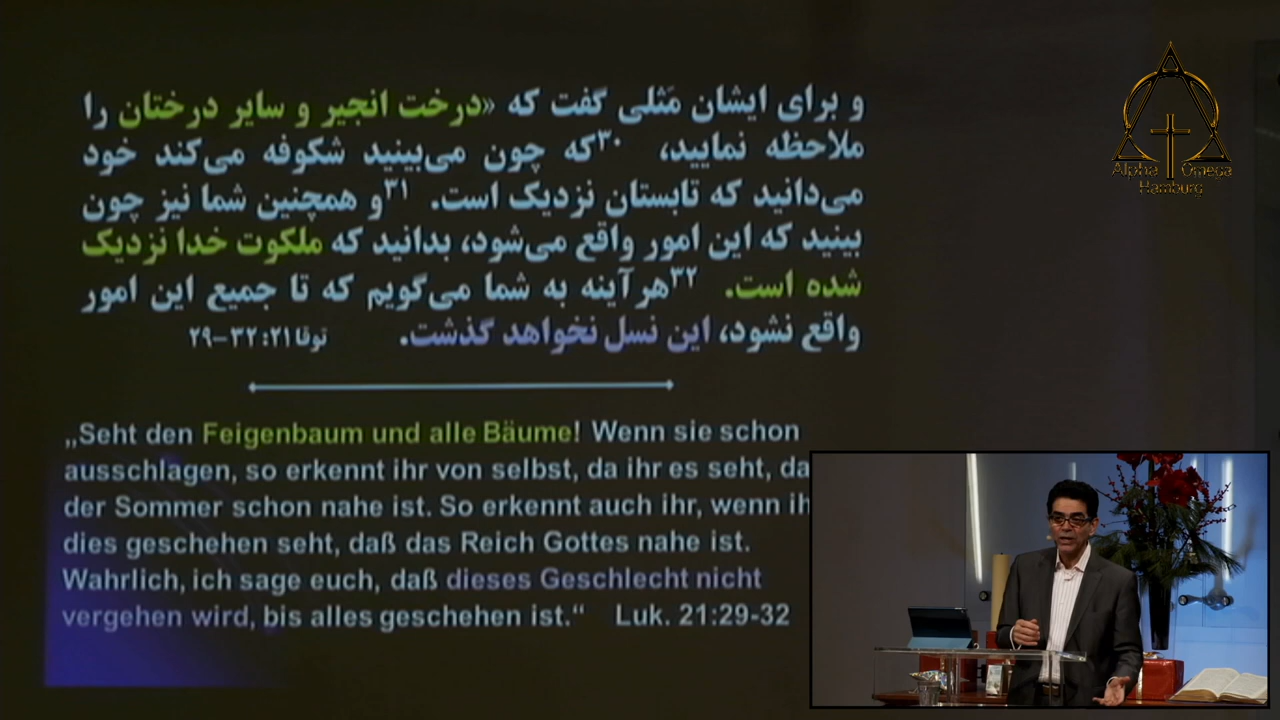 و برای ایشان مَثلی گفت که «درخت انجیر و سایر درختان را
ملاحظه نمایید، ۳۰که چون می‌بینید شکوفه می‌کند خود
می‌دانید که تابستان نزدیک است. ۳۱و همچنین شما نیز چون
بینید که این امور واقع می‌شود، بدانید که ملکوت خدا نزدیک
شده است. ۳۲هرآینه به شما می‌گویم که تا جمیع این امور
واقع نشود، این نسل نخواهد گذشت. توقا ۲۱: ۳۲–۲۹
„Seht den Feigenbaum und alle Bäume! Wenn sie schon
ausschlagen, so erkennt ihr von selbst, da ihr es seht, da
der Sommer schon nahe ist. So erkennt auch ihr, wenn ih
dies geschehen seht, daß das Reich Gottes nahe ist.
Wahrlich, ich sage euch, daß dieses Geschlecht nicht
vergehen wird, bis alles geschehen ist.“ Luk. 21:29-32
Alpha Omega
Hamburg